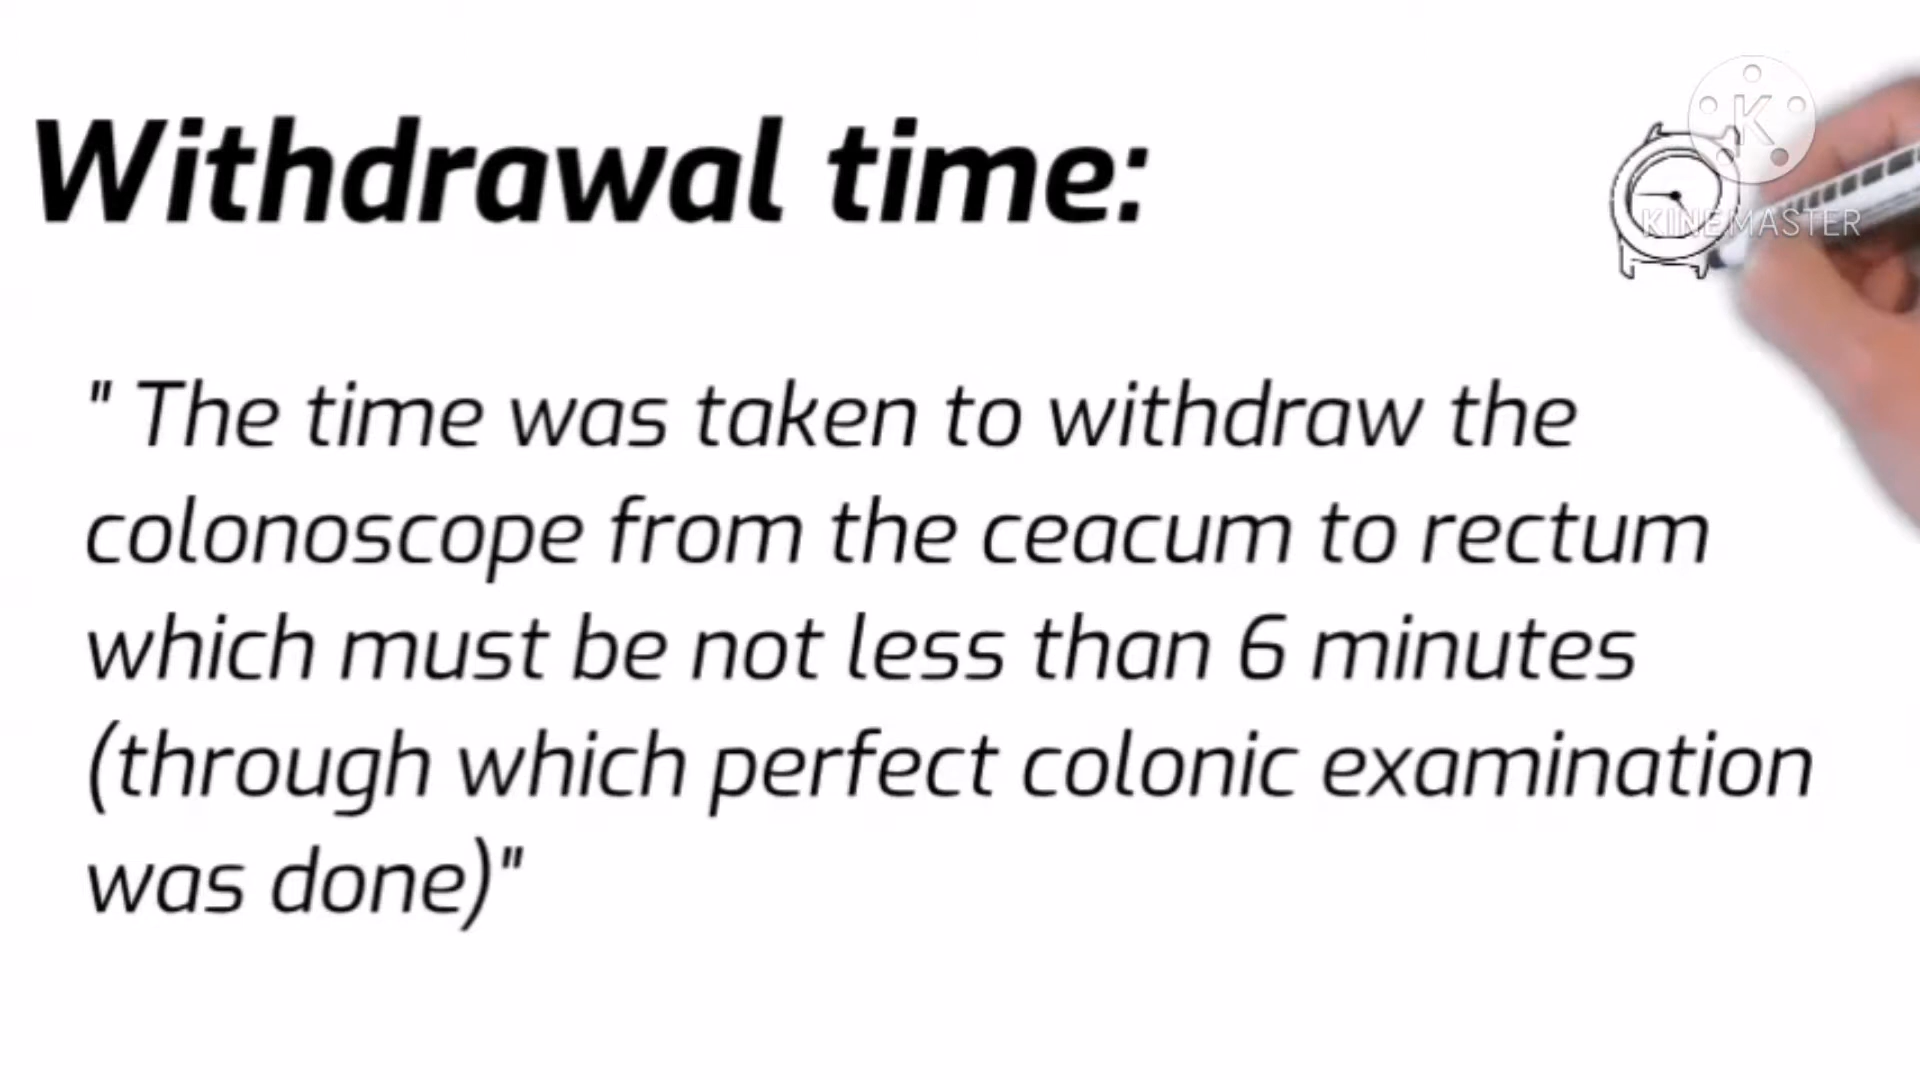 Withdrawal time:
K
KINEMASTER
" The time was taken to withdraw the
colonoscope from the ceacum to rectum
which must be not less than 6 minutes
(through which perfect colonic examination
was done)"